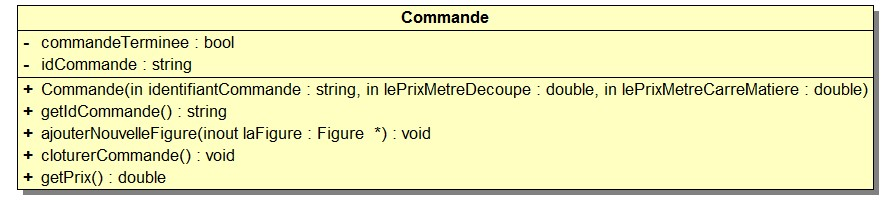 Commande
- commandeTerminee : bool
- idCommande : string
+ Commande(in identifiantCommande : string, in lePrixMetreDecoupe : double, in lePrixMetreCarreMatiere : double)
+ getIdCommande() : string
+ ajouterNouvelleFigure(inout laFigure : Figure *) : void
+ cloturerCommande() : void
+ getPrix() : double